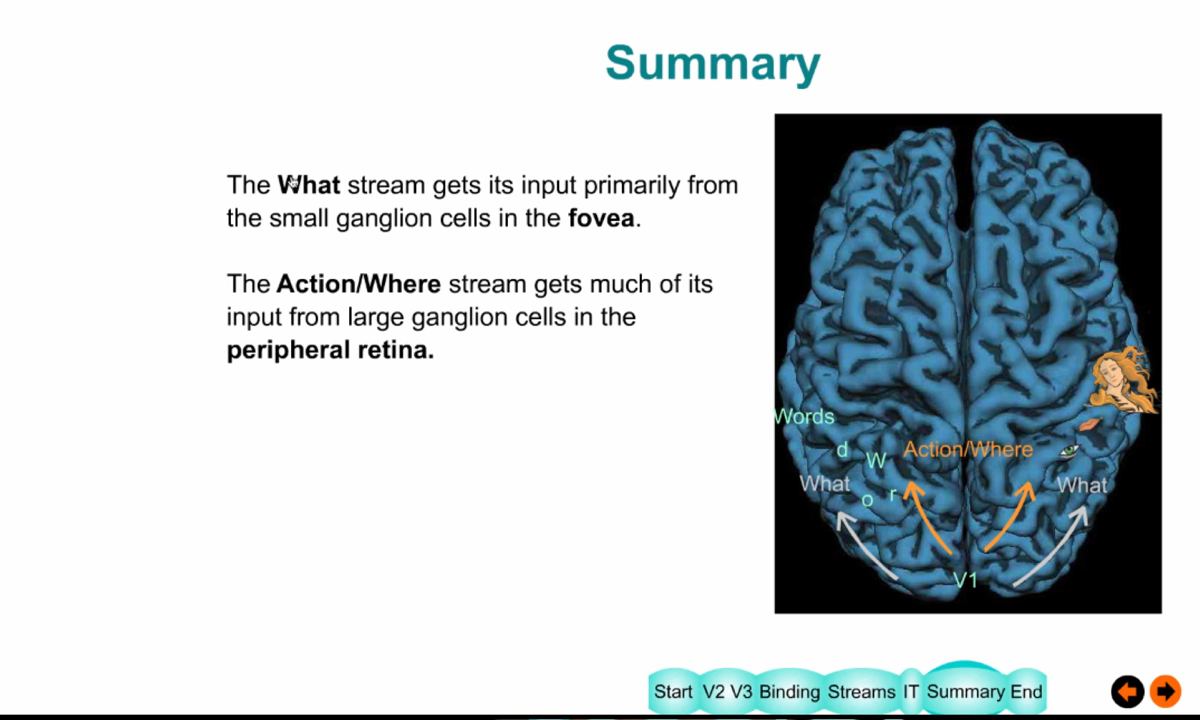 Summary
The What stream gets its input primarily from
the small ganglion cells in the fovea.
The Action/Where stream gets much of its
input from large ganglion cells in the
peripheral retina.
Words
d
W
Action/Where
What
o
r
What
V1
Start V2 V3 Binding Streams IT Summary End